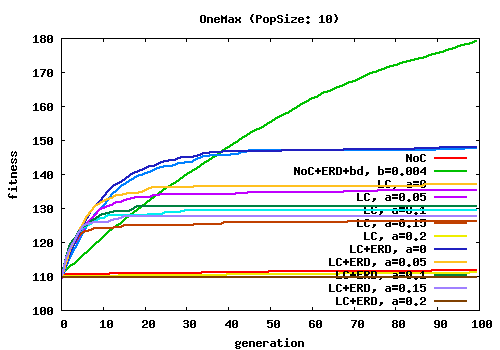 OneMax (PopSize: 10)
180
170
160
150
140
130
120
110
100
fitness
NoC
NoC+ERD+bd, b=0.004
LC, a=0
LC, a=0.05
LC, a=0.1
LC, a=0.15
LC, a=0.2
LC+ERD, a=0
LC+ERD, a=0.05
LC+ERD, a=0.1
LC+ERD, a=0.15
LC+ERD, a=0.2
0 10 20 30 40 50 60 70 80 90 100
generation